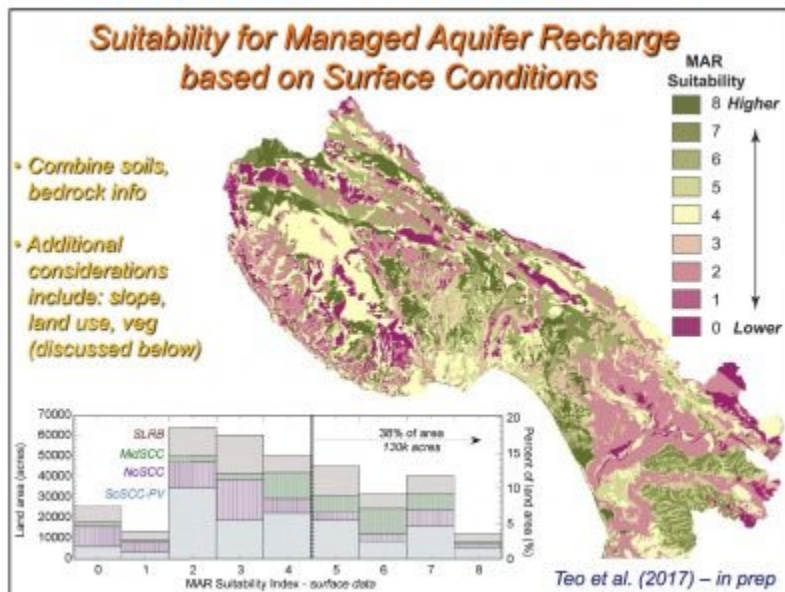 Suitability for Managed Aquifer Recharge
based on Surface Conditions
• Combine soils,
bedrock info
• Additional
considerations
include: slope,
land use, veg
(discussed below)
MAR
Suitability
8 Higher
7
6
5
4
3
2
1
0 Lower
70000
60000
50000
40000
30000
20000
10000
0
Land area (acres)
SLRB
MidSCC
NoSCC
SoSCC-PV
38% of area
130k acres
20
15
10
5
0
Percent of land area (%)
0 1 2 3 4 5 6 7 8
MAR Suitability Index - surface data
Teo et al. (2017) – in prep